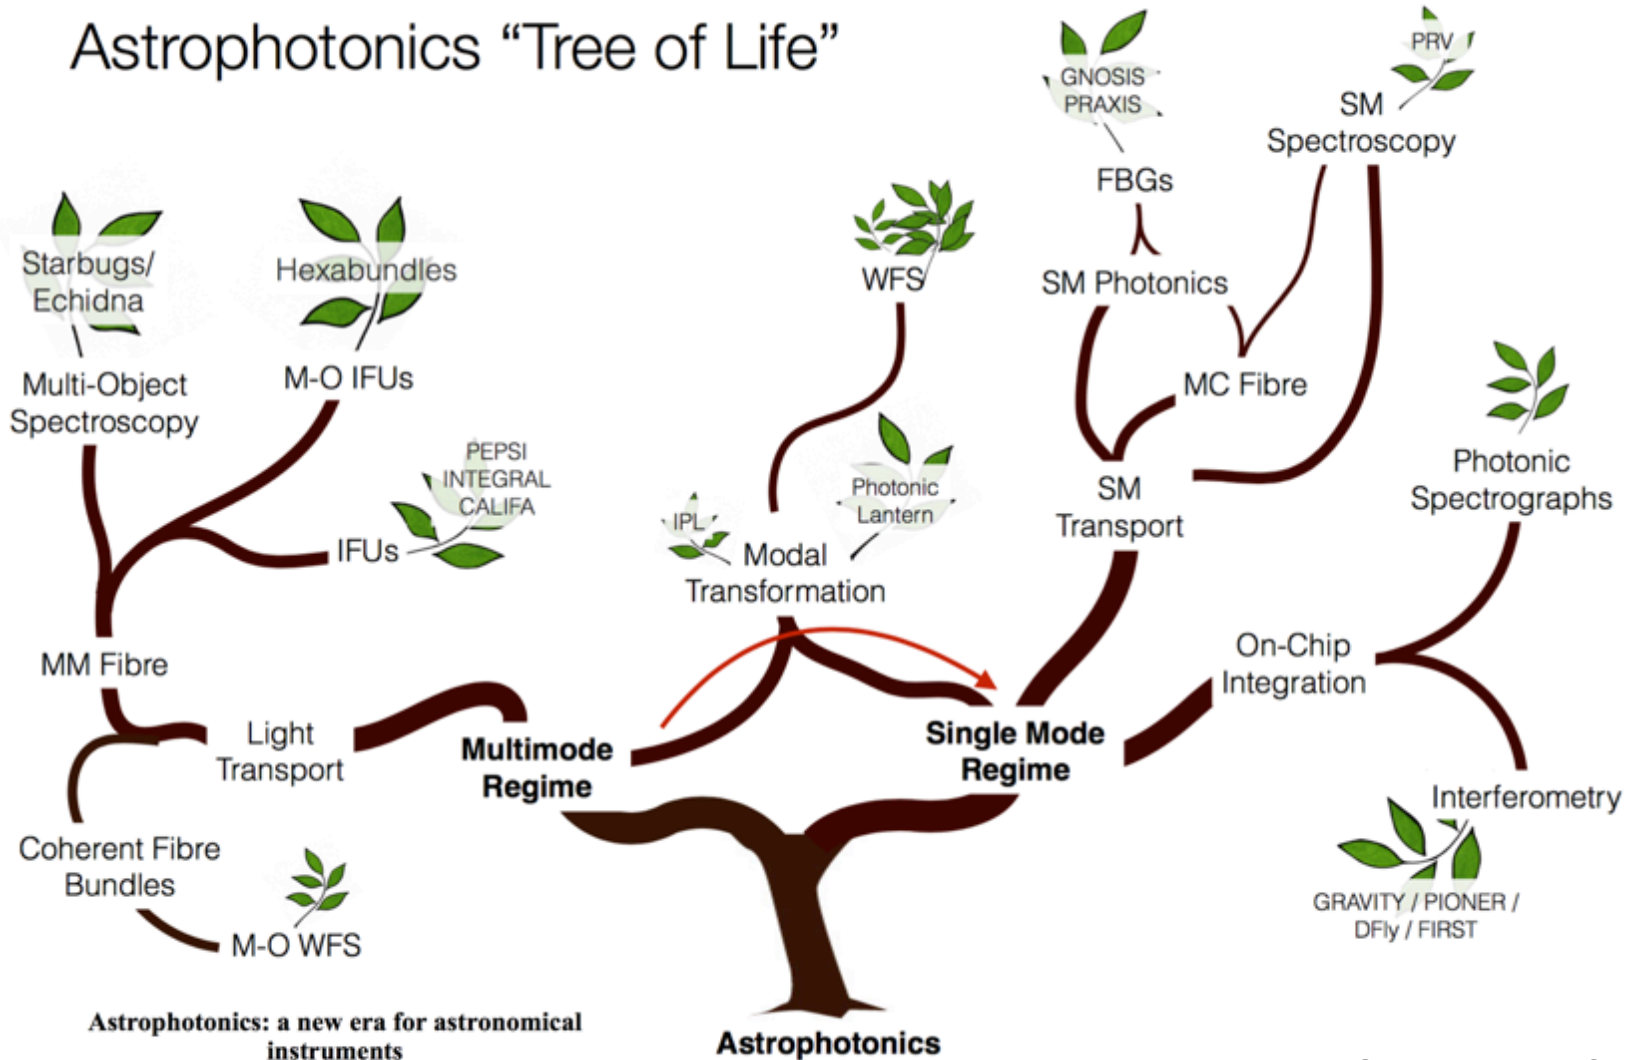 Astrophotonics “Tree of Life”
GNOSIS
PRAXIS
PRV
SM
Spectroscopy
FBGs
Starbugs/
Echidna
Hexabundles
WFS
SM Photonics
Multi-Object
Spectroscopy
M-O IFUs
MC Fibre
PEPSI
INTEGRAL
CALIFA
IFUs
IPL
Photonic
Lantern
Modal
Transformation
SM
Transport
Photonic
Spectrographs
MM Fibre
On-Chip
Integration
Light
Transport
Multimode
Regime
Single Mode
Regime
Interferometry
GRAVITY / PIONER /
DFly / FIRST
Coherent Fibre
Bundles
M-O WFS
Astrophotonics: a new era for astronomical
instruments
Astrophotonics